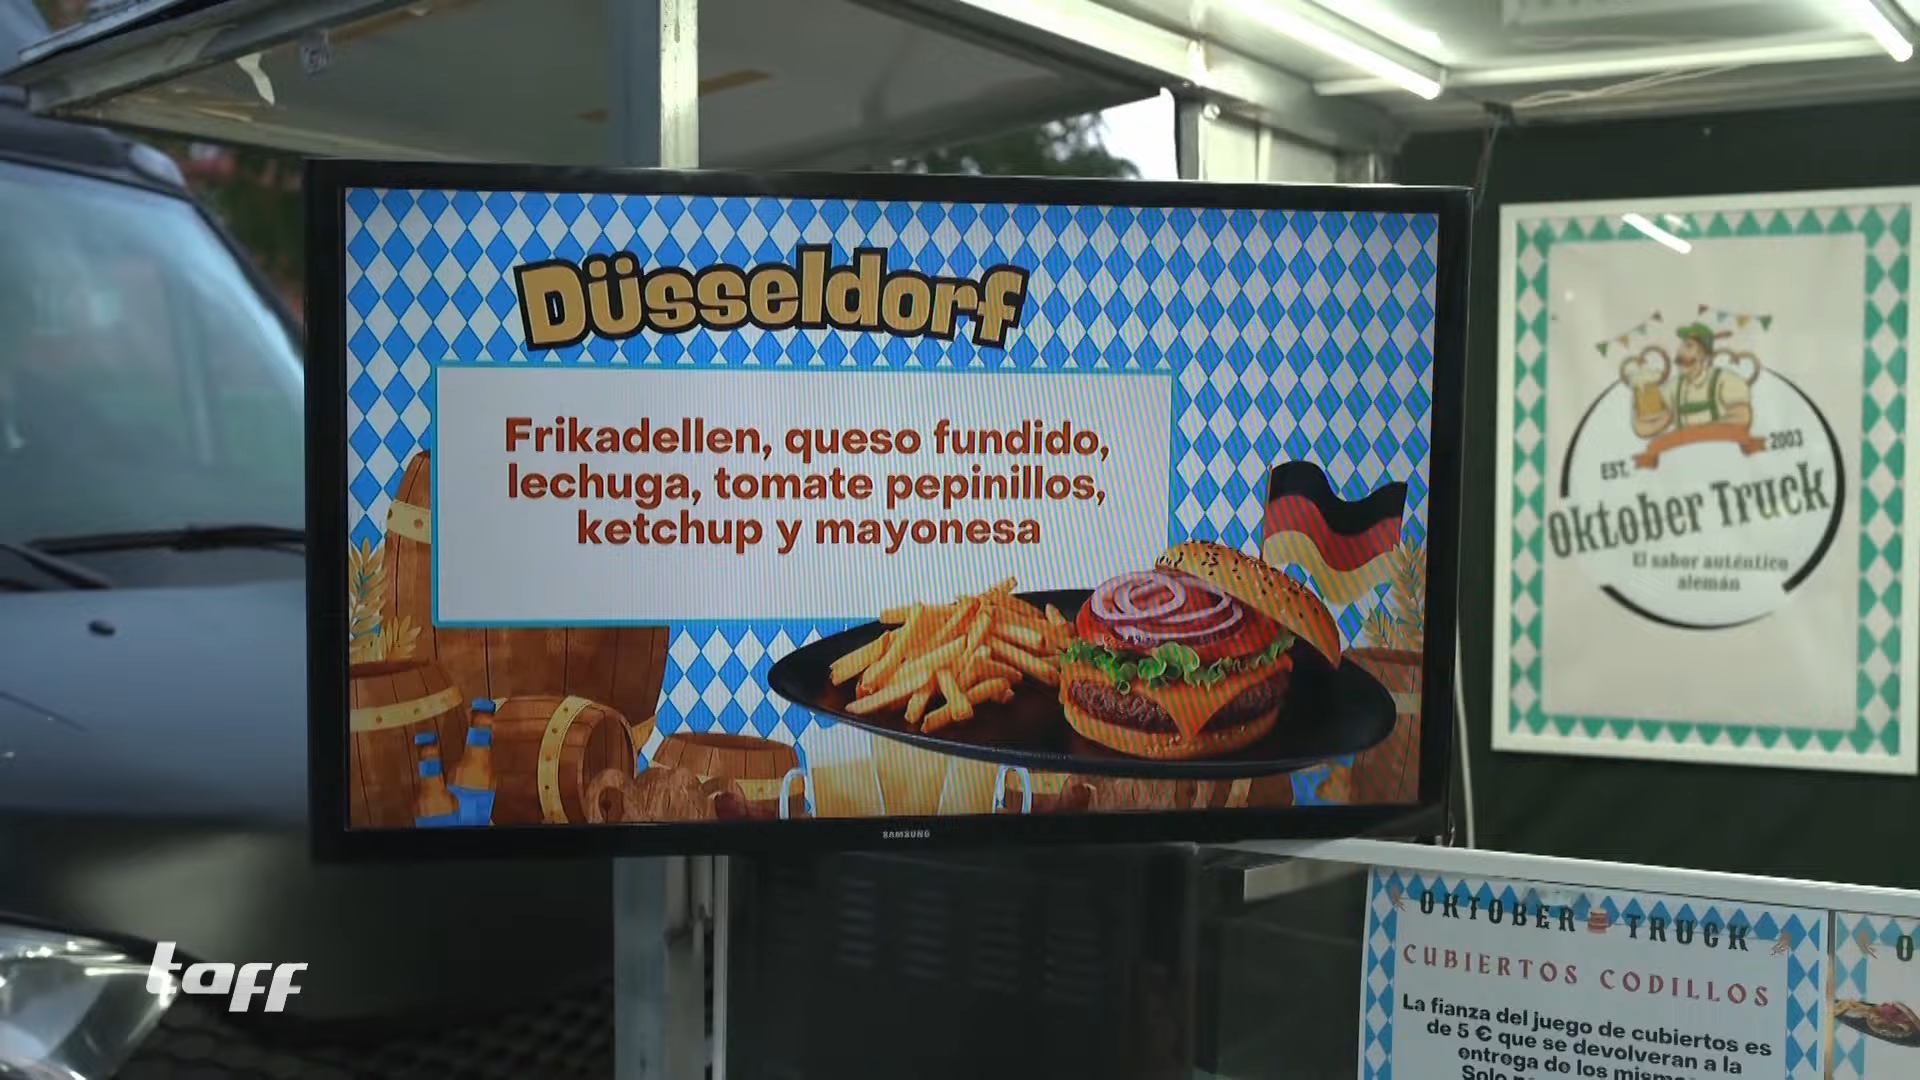 Düsseldorf
Frikadellen, queso fundido,
lechuga, tomate pepinillos,
ketchup y mayonesa
SAMSUNG
EST. 2003
Oktober Truck
El sabor auténtico
alemán
OKTOBER TRUCK
CUBIERTOS CODILLOS
La fianza del juego de cubiertos es
de 5 € que se devolveran a la
entrega de los
Solo
O
taff